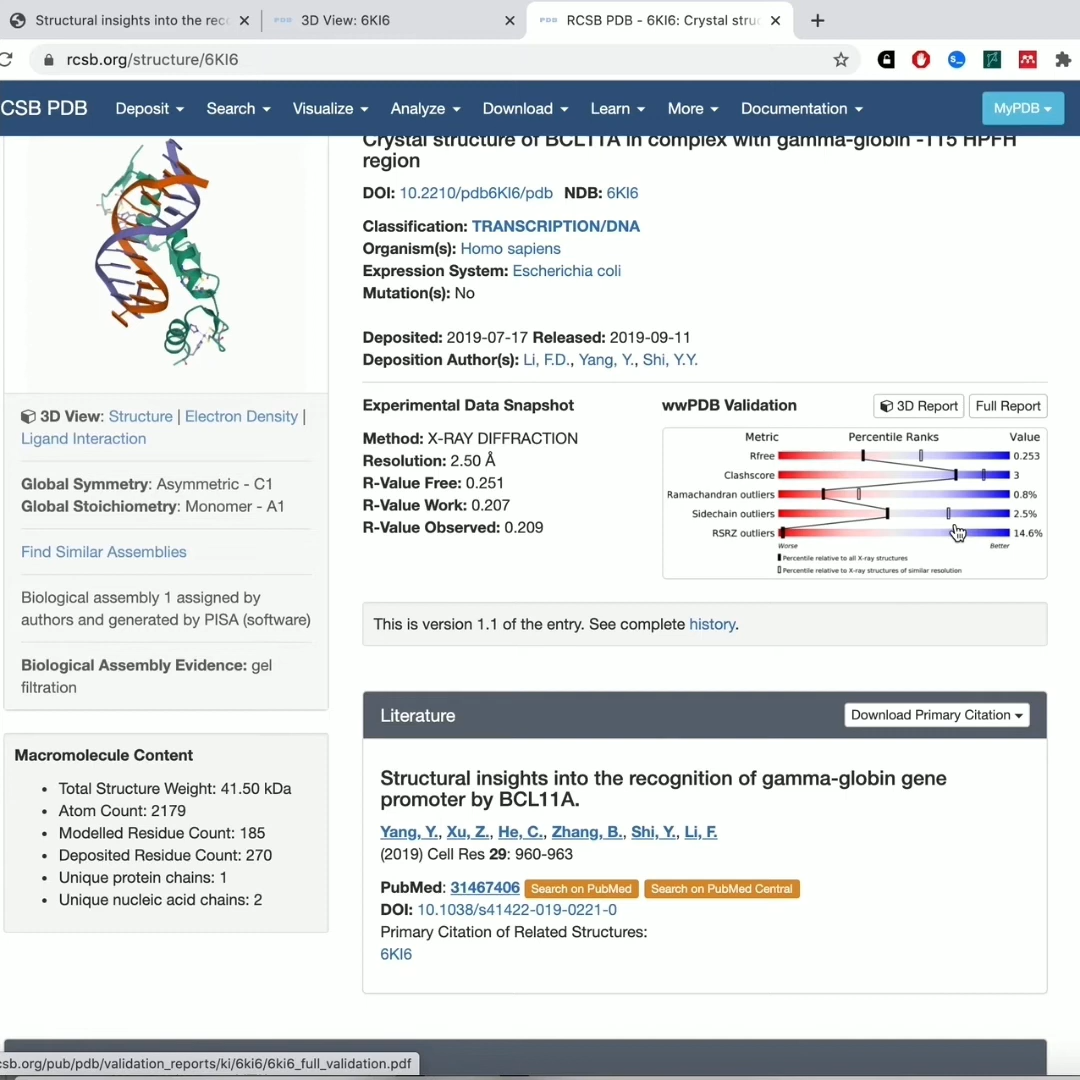 Structural insights into the rec
3D View: 6KI6
RCSB PDB - 6KI6: Crystal struc
rcsb.org/structure/6KI6
CSB PDB
Deposit
Search
Visualize
Analyze
Download
Learn
More
Documentation
MyPDB
Crystal structure of BCL11A in complex with gamma-globin -115 HPFH
region
DOI: 10.2210/pdb6KI6/pdb NDB: 6KI6
Classification: TRANSCRIPTION/DNA
Organism(s): Homo sapiens
Expression System: Escherichia coli
Mutation(s): No
Deposited: 2019-07-17 Released: 2019-09-11
Deposition Author(s): Li, F.D., Yang, Y., Shi, Y.Y.
3D View: Structure | Electron Density |
Ligand Interaction
Global Symmetry: Asymmetric - C1
Global Stoichiometry: Monomer - A1
Find Similar Assemblies
Biological assembly 1 assigned by
authors and generated by PISA (software)
Biological Assembly Evidence: gel
filtration
Macromolecule Content
• Total Structure Weight: 41.50 kDa
• Atom Count: 2179
• Modelled Residue Count: 185
• Deposited Residue Count: 270
• Unique protein chains: 1
• Unique nucleic acid chains: 2
Experimental Data Snapshot
Method: X-RAY DIFFRACTION
Resolution: 2.50 Å
R-Value Free: 0.251
R-Value Work: 0.207
R-Value Observed: 0.209
wwPDB Validation
3D Report
Full Report
Metric Percentile Ranks Value
Rfree 0.253
Clashscore 3
Ramachandran outliers 0.8%
Sidechain outliers 2.5%
RSRZ outliers 14.6%
Worse Better
Percentile relative to all X-ray structures
Percentile relative to X-ray structures of similar resolution
This is version 1.1 of the entry. See complete history.
Literature
Download Primary Citation
Structural insights into the recognition of gamma-globin gene
promoter by BCL11A.
Yang, Y., Xu, Z., He, C., Zhang, B., Shi, Y., Li, F.
(2019) Cell Res 29: 960-963
PubMed: 31467406 Search on PubMed Search on PubMed Central
DOI: 10.1038/s41422-019-0221-0
Primary Citation of Related Structures:
6KI6
csb.org/pub/pdb/validation_reports/ki/6ki6/6ki6_full_validation.pdf